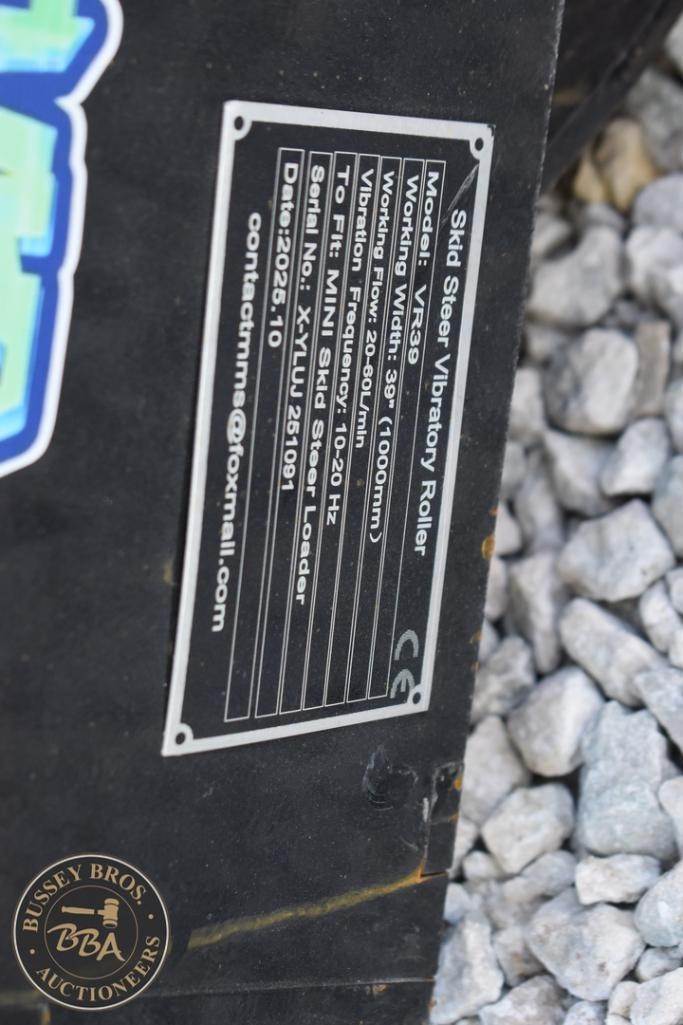 Skid Steer Vibratory Roller
Model: VR39
Working Width: 39" (1000mm)
Working Flow: 20-60L/min
Vibration Frequency: 10-20 Hz
To Fit: MINI Skid Steer Loader
Serial No.: X-YLUJ 251091
Date:2025.10
contactmms@foxmail.com
CE
BUSSEY BROS.
BBA
AUCTIONEERS